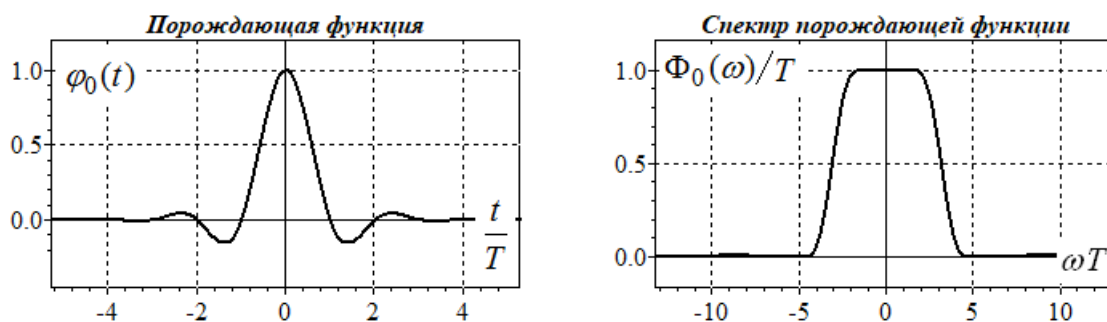 Порождающая функция
φ₀(t)
1.0
0.5
0.0
-4 -2 0 2 4
t/T
Спектр порождающей функции
Φ₀(ω)/T
1.0
0.5
0.0
-10 -5 0 5 10
ωT